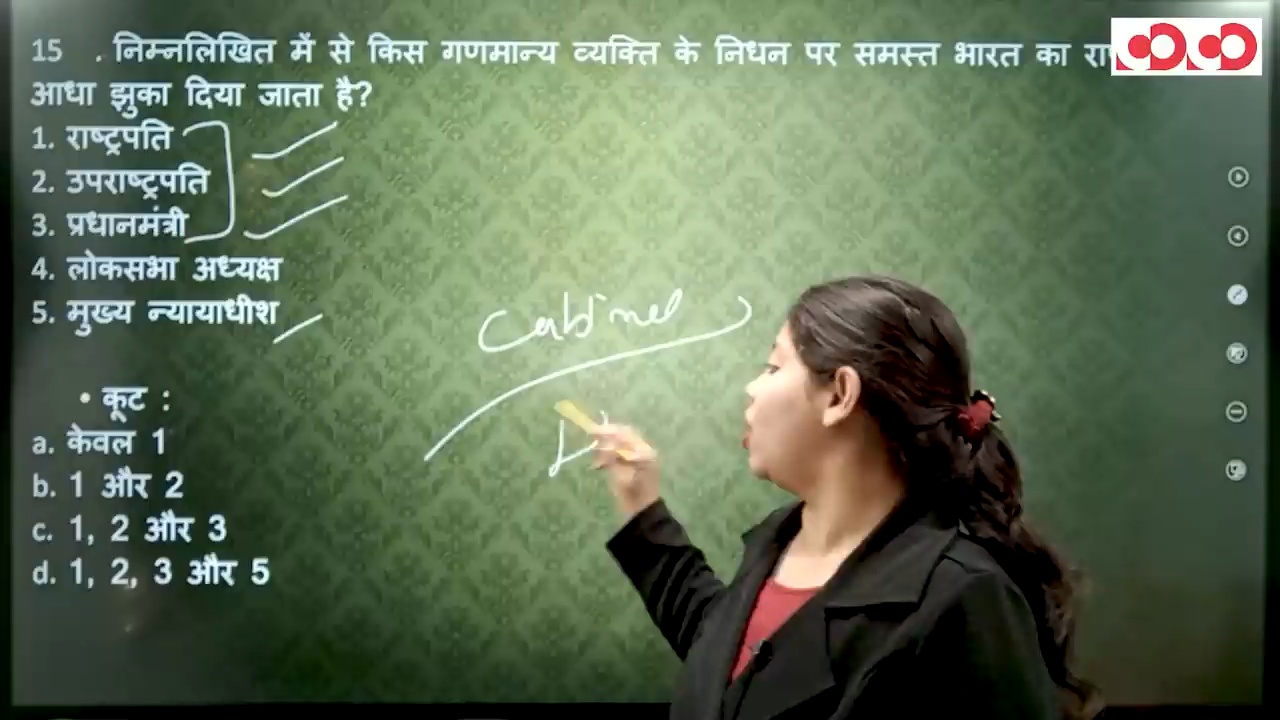 15 . निम्नलिखित में से किस गणमान्य व्यक्ति के निधन पर समस्त भारत का
आधा झुका दिया जाता है?
1. राष्ट्रपति
2. उपराष्ट्रपति
3. प्रधानमंत्री
4. लोकसभा अध्यक्ष
5. मुख्य न्यायाधीश
• कूट :
a. केवल 1
b. 1 और 2
c. 1, 2 और 3
d. 1, 2, 3 और 5